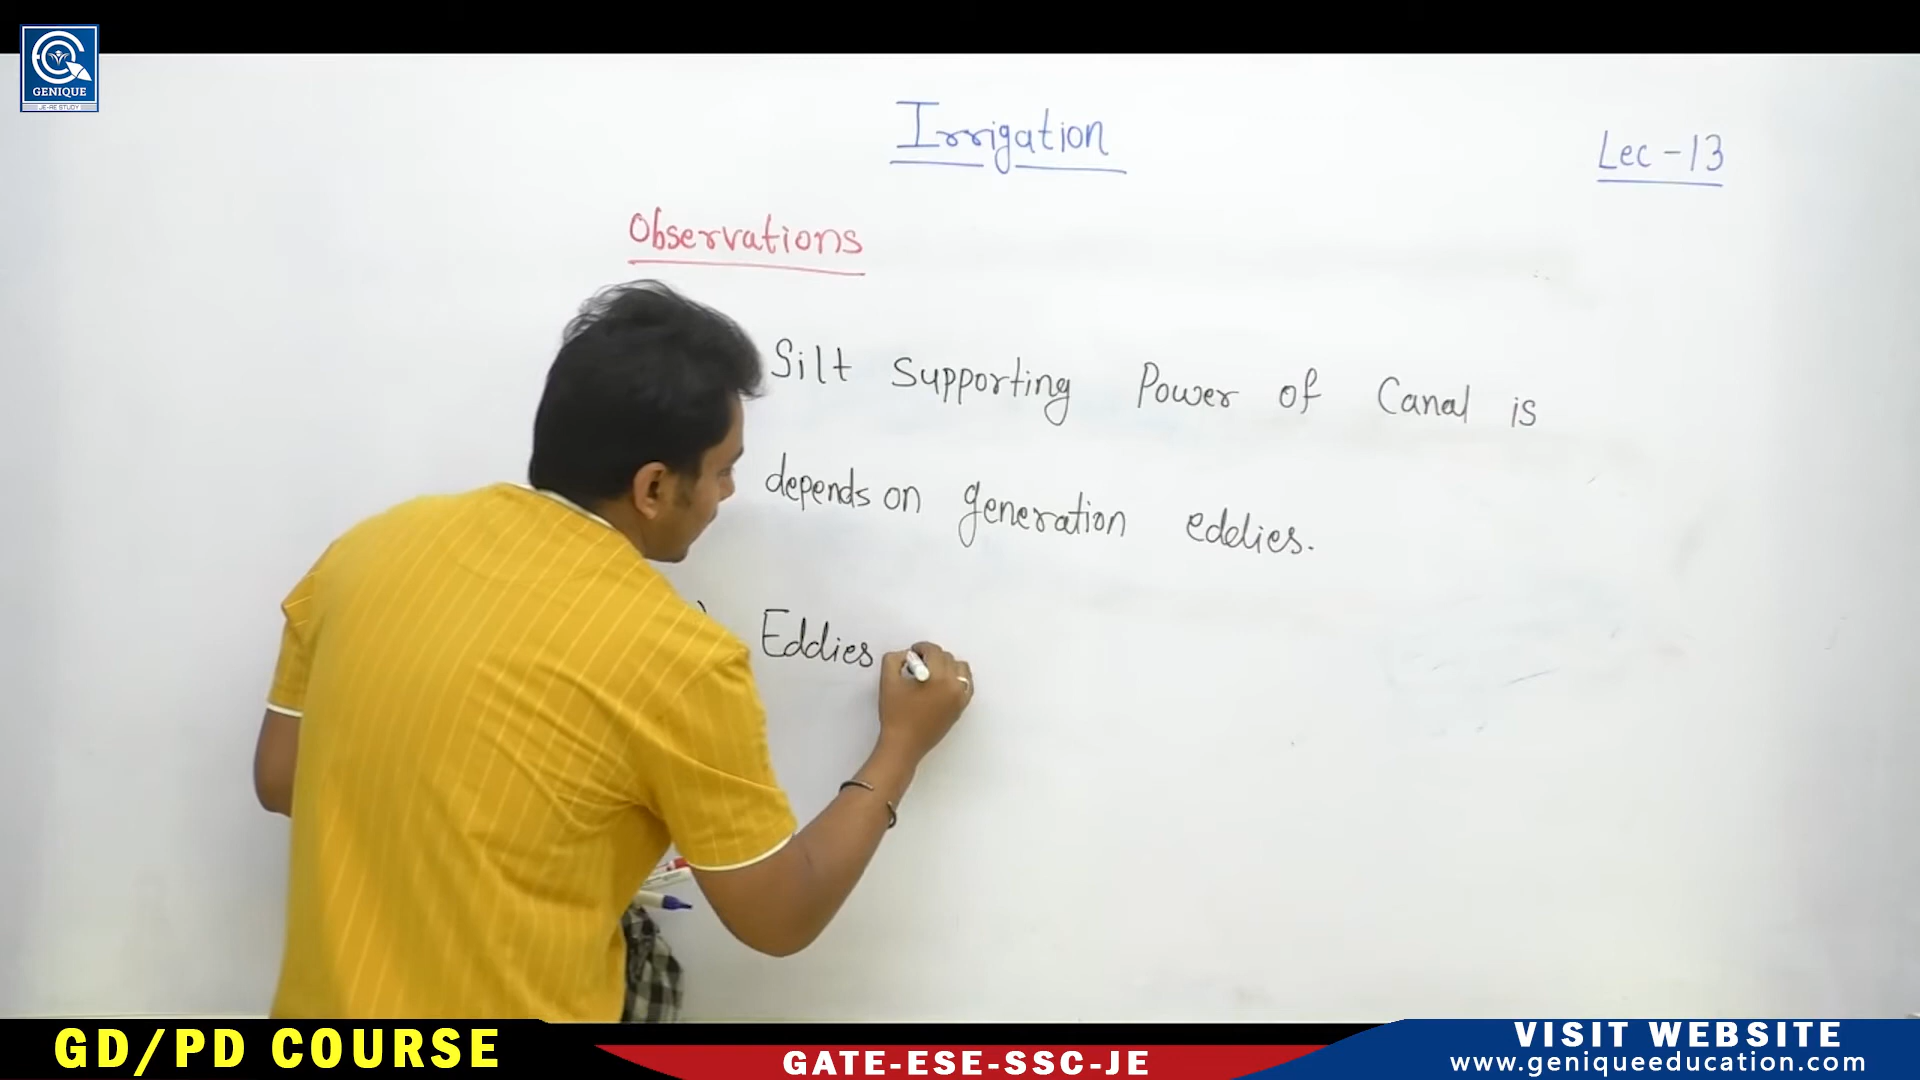 GENIQUE
JE-AE STUDY
Irrigation
Lec - 13
Observations
Silt Supporting Power of Canal is
depends on generation eddies.
) Eddies
GD/PD COURSE
GATE-ESE-SSC-JE
VISIT WEBSITE
www.geniqueeducation.com